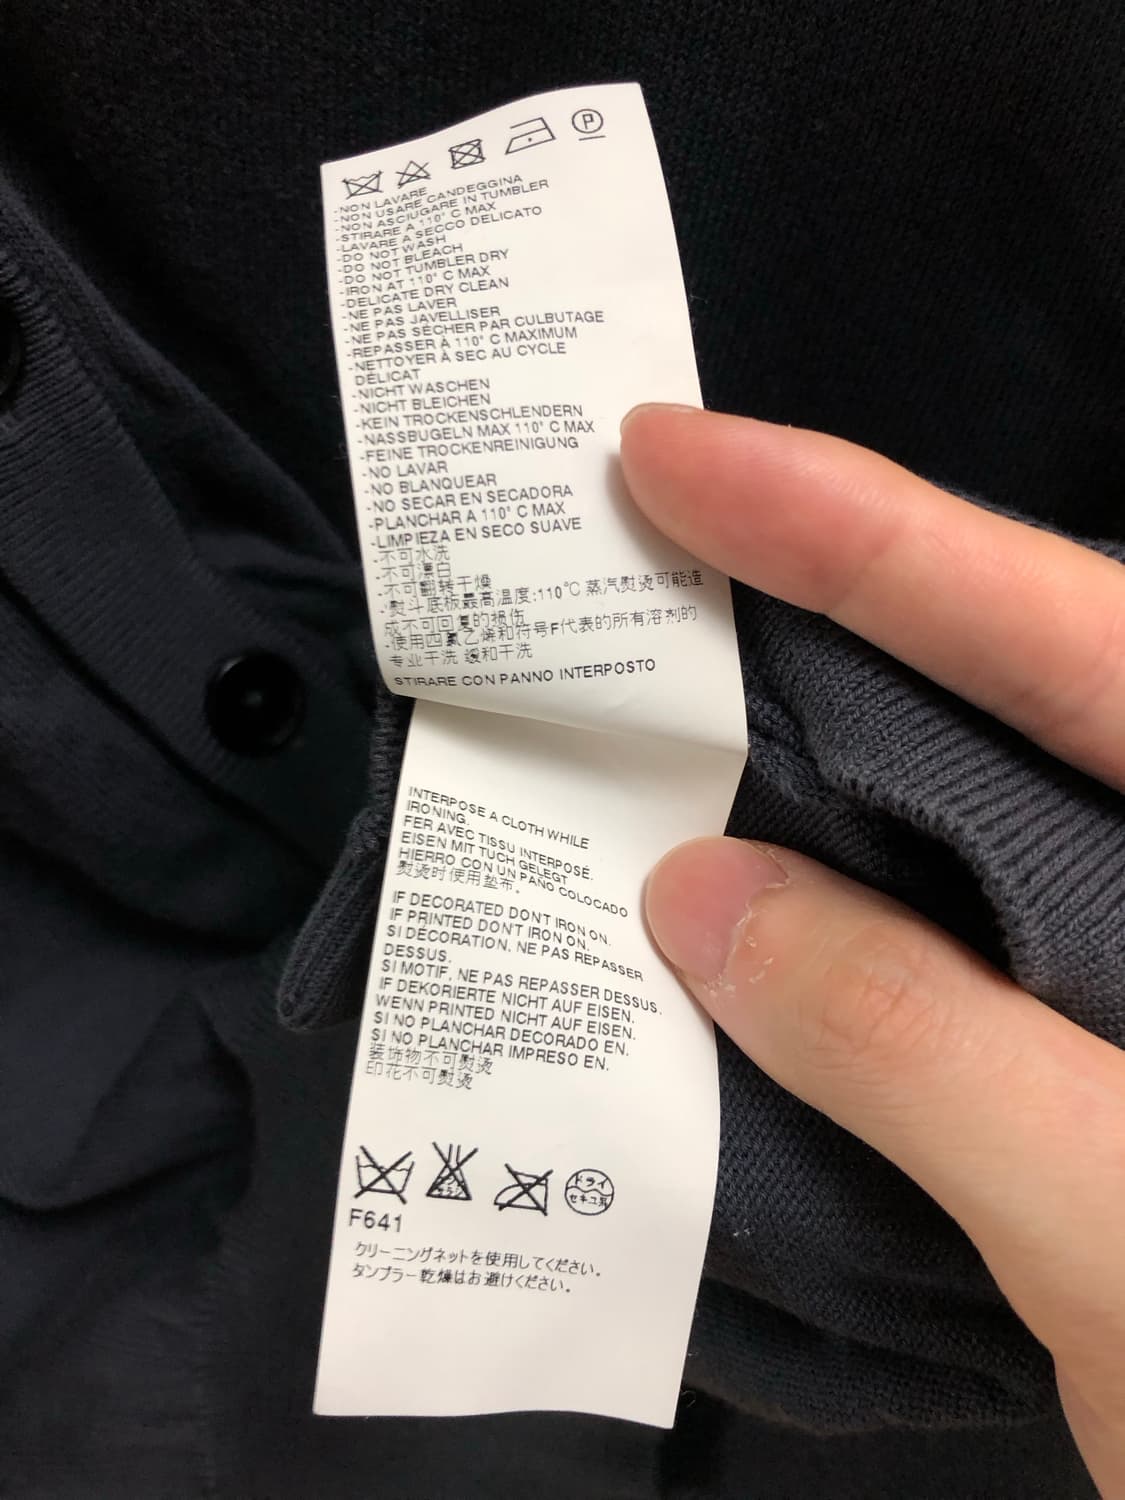 P
-NON LAVARE
-NON USARE CANDEGGINA
-NON ASCIUGARE IN TUMBLER
-STIRARE A 110° C MAX
-LAVARE A SECCO DELICATO
-DO NOT WASH
-DO NOT BLEACH
-DO NOT TUMBLER DRY
-IRON AT 110° C MAX
-DELICATE DRY CLEAN
-NE PAS LAVER
-NE PAS JAVELLISER
-NE PAS SÉCHER PAR CULBUTAGE
-REPASSER À 110° C MAXIMUM
-NETTOYER À SEC AU CYCLE
DÉLICAT
-NICHT WASCHEN
-NICHT BLEICHEN
-KEIN TROCKENSCHLENDERN
-NASSBUGELN MAX 110° C MAX
-FEINE TROCKENREINIGUNG
-NO LAVAR
-NO BLANQUEAR
-NO SECAR EN SECADORA
-PLANCHAR A 110° C MAX
-LIMPIEZA EN SECO SUAVE
-不可水洗
-不可漂白
-不可翻转干燥
-熨斗底板最高温度:110℃ 蒸汽熨烫可能造
成不可回复的损伤
-使用四氯乙烯和符号F代表的所有溶剂的
专业干洗 缓和干洗
STIRARE CON PANNO INTERPOSTO
INTERPOSE A CLOTH WHILE
IRONING.
FER AVEC TISSU INTERPOSÉ.
EISEN MIT TUCH GELEGT
HIERRO CON UN PAÑO COLOCADO
熨烫时使用垫布。
IF DECORATED DON'T IRON ON.
IF PRINTED DON'T IRON ON.
SI DÉCORATION, NE PAS REPASSER
DESSUS.
SI MOTIF, NE PAS REPASSER DESSUS.
IF DEKORIERTE NICHT AUF EISEN.
WENN PRINTED NICHT AUF EISEN.
SI NO PLANCHAR DECORADO EN.
SI NO PLANCHAR IMPRESO EN.
装饰物不可熨烫
印花不可熨烫
ドライ
セキユ系
F641
クリーニングネットを使用してください。
タンブラー乾燥はお避けください。